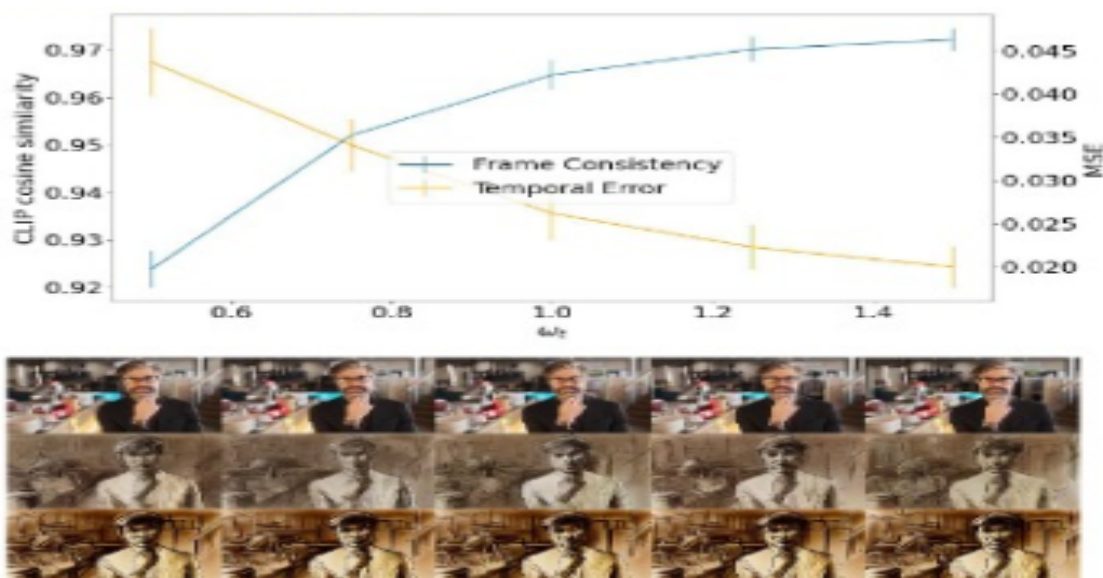 CLIP cosine similarity
0.97
0.96
0.95
0.94
0.93
0.92
Frame Consistency
Temporal Error
0.045
0.040
0.035
0.030
0.025
0.020
MSE
0.6 0.8 1.0 1.2 1.4
ωₜ